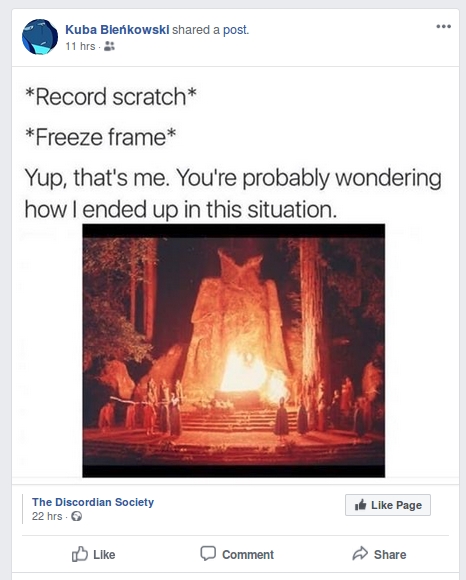 Kuba Bieńkowski shared a post.
11 hrs ·
*Record scratch*
*Freeze frame*
Yup, that's me. You're probably wondering
how I ended up in this situation.
The Discordian Society
22 hrs ·
Like Page
Like Comment Share